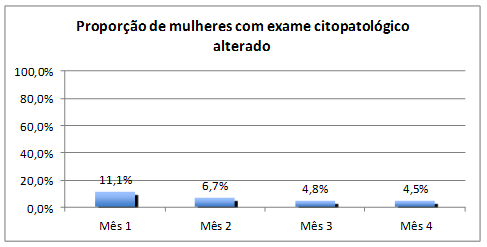 Proporção de mulheres com exame citopatológico
alterado
100,0%
80,0%
60,0%
40,0%
20,0%
0,0%
11,1%
6,7%
4,8%
4,5%
Mês 1
Mês 2
Mês 3
Mês 4